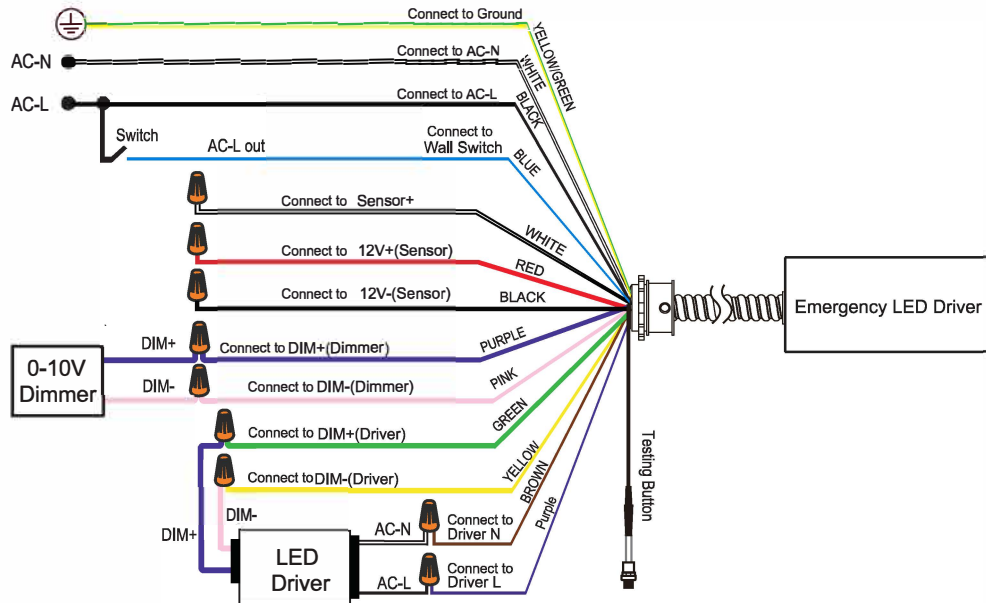 Connect to Ground
YELLOW/GREEN
AC-N
Connect to AC-N
WHITE
AC-L
Connect to AC-L
BLACK
Switch
AC-L out
Connect to
Wall Switch
BLUE
Connect to Sensor+
WHITE
Connect to 12V+(Sensor)
RED
Connect to 12V-(Sensor)
BLACK
Emergency LED Driver
0-10V
Dimmer
DIM+
Connect to DIM+(Dimmer)
PURPLE
DIM-
Connect to DIM-(Dimmer)
PINK
Connect to DIM+(Driver)
GREEN
Connect to DIM-(Driver)
YELLOW
BROWN
Purple
Testing Button
DIM-
DIM+
LED
Driver
AC-N
Connect to
Driver N
AC-L
Connect to
Driver L